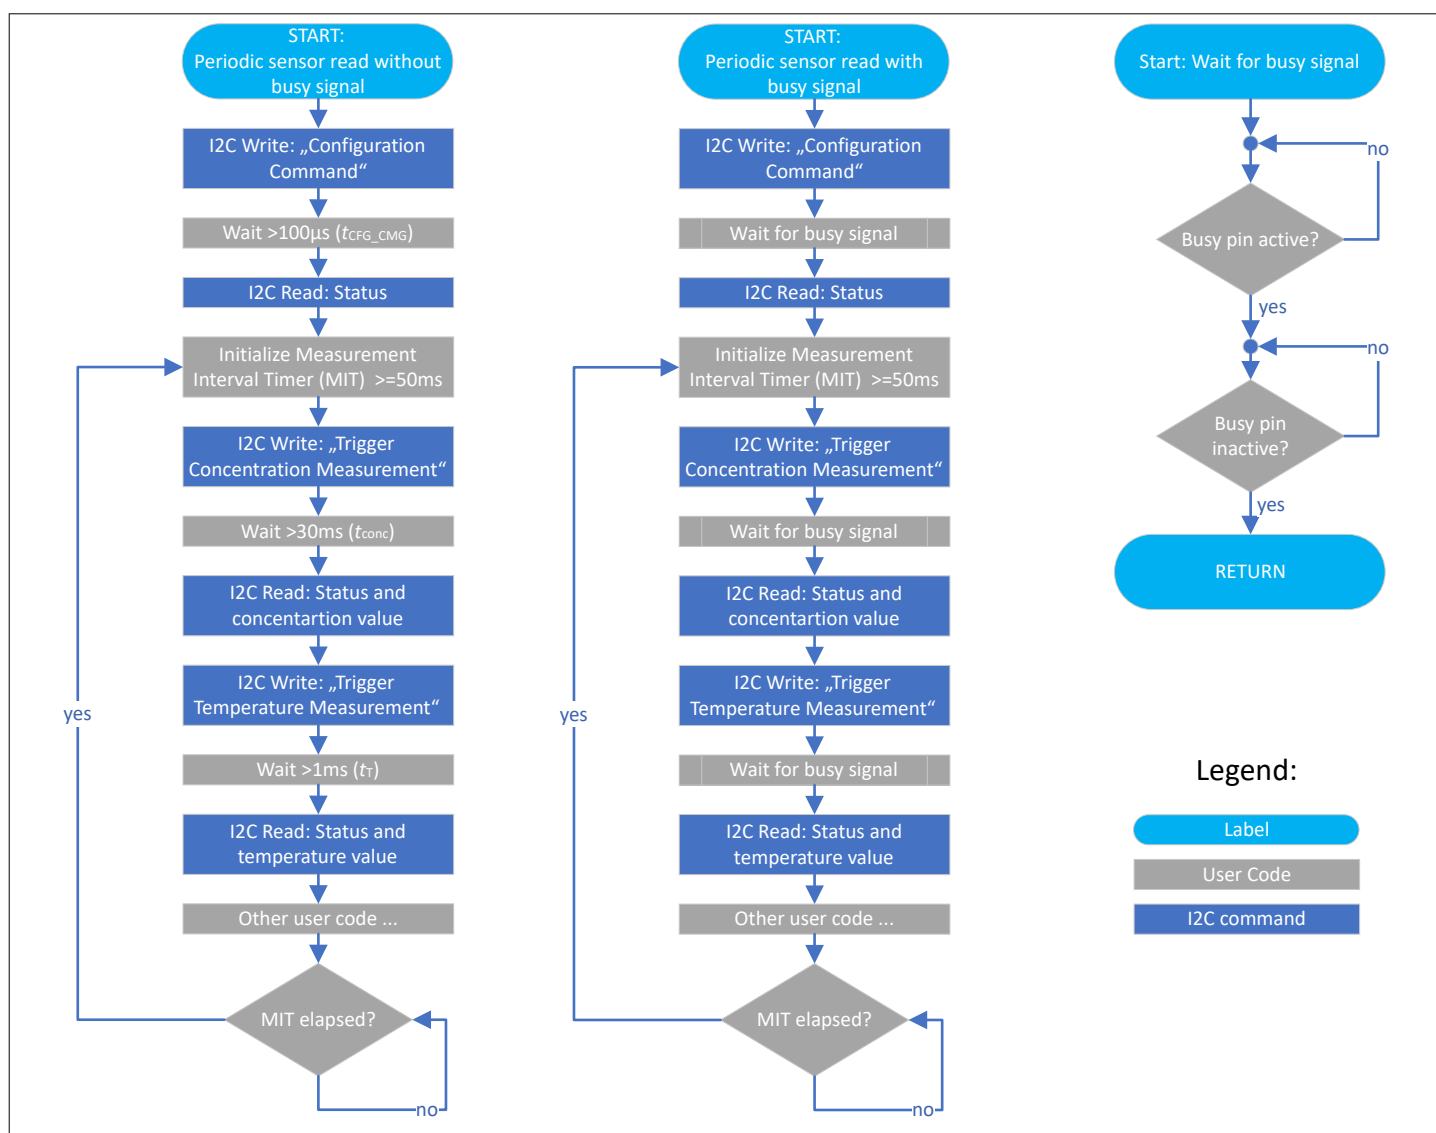 START:
Periodic sensor read without
busy signal
I2C Write: „Configuration
Command“
Wait >100µs (tCFG_CMG)
I2C Read: Status
Initialize Measurement
Interval Timer (MIT) >=50ms
I2C Write: „Trigger
Concentration Measurement“
Wait >30ms (tconc)
I2C Read: Status and
concentartion value
I2C Write: „Trigger
Temperature Measurement“
Wait >1ms (tT)
I2C Read: Status and
temperature value
Other user code ...
MIT elapsed?
yes
no
START:
Periodic sensor read with
busy signal
I2C Write: „Configuration
Command“
Wait for busy signal
I2C Read: Status
Initialize Measurement
Interval Timer (MIT) >=50ms
I2C Write: „Trigger
Concentration Measurement“
Wait for busy signal
I2C Read: Status and
concentartion value
I2C Write: „Trigger
Temperature Measurement“
Wait for busy signal
I2C Read: Status and
temperature value
Other user code ...
MIT elapsed?
yes
no
Start: Wait for busy signal
no
Busy pin active?
yes
no
Busy pin
inactive?
yes
RETURN
Legend:
Label
User Code
I2C command